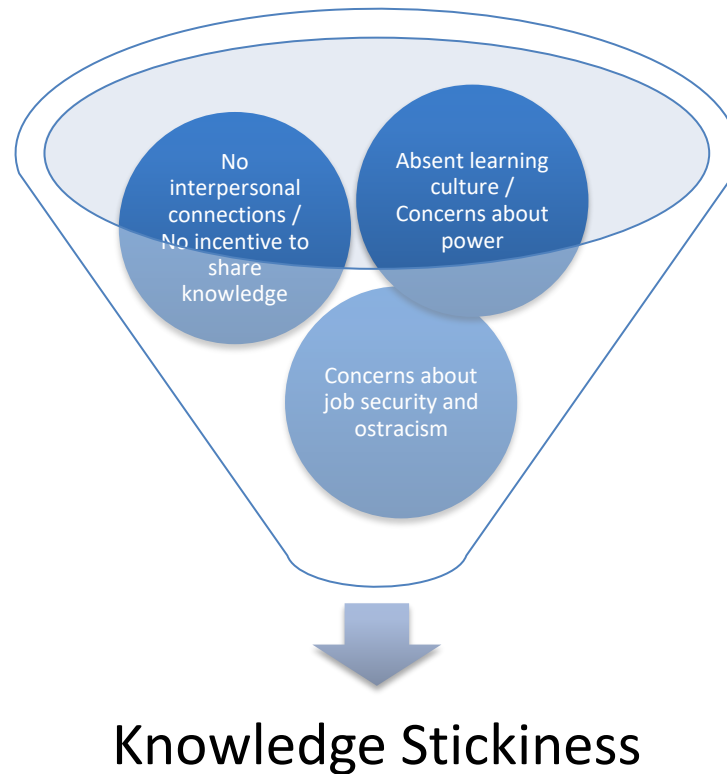 No
interpersonal
connections /
No incentive to
share
knowledge
Absent learning
culture /
Concerns about
power
Concerns about
job security and
ostracism
Knowledge Stickiness